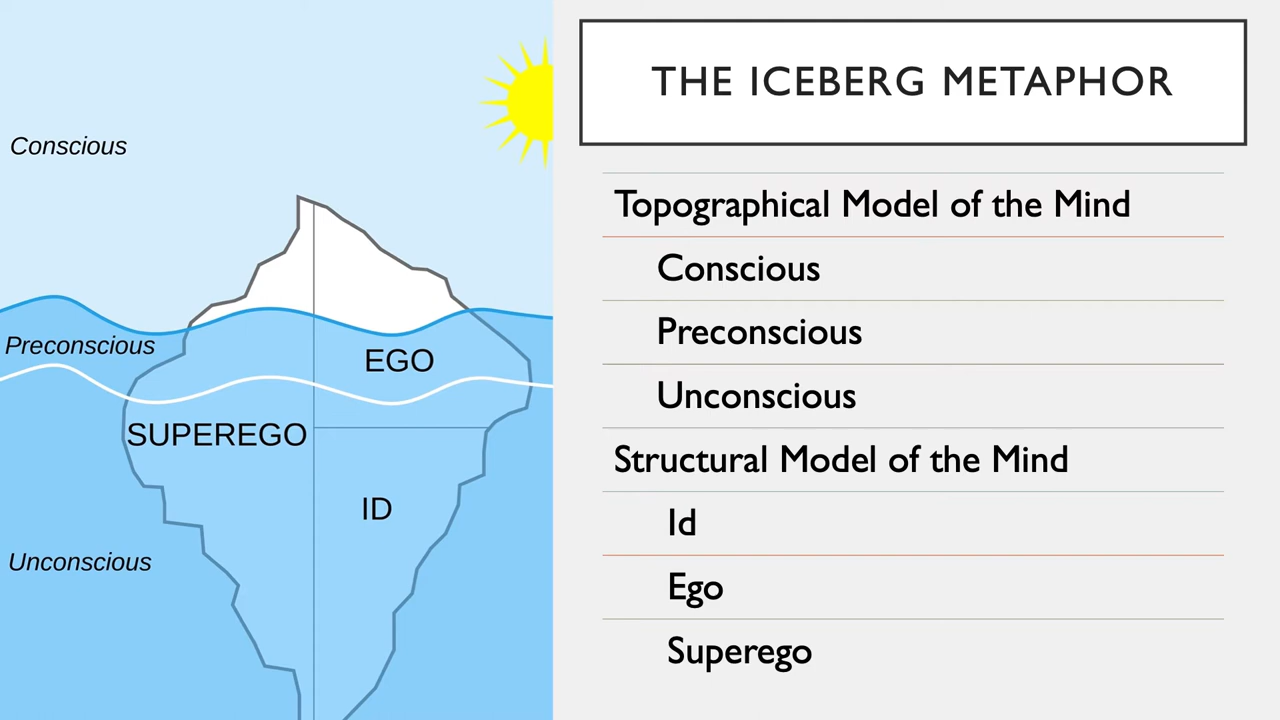 Conscious
Preconscious
EGO
SUPEREGO
ID
Unconscious
THE ICEBERG METAPHOR
Topographical Model of the Mind
Conscious
Preconscious
Unconscious
Structural Model of the Mind
Id
Ego
Superego